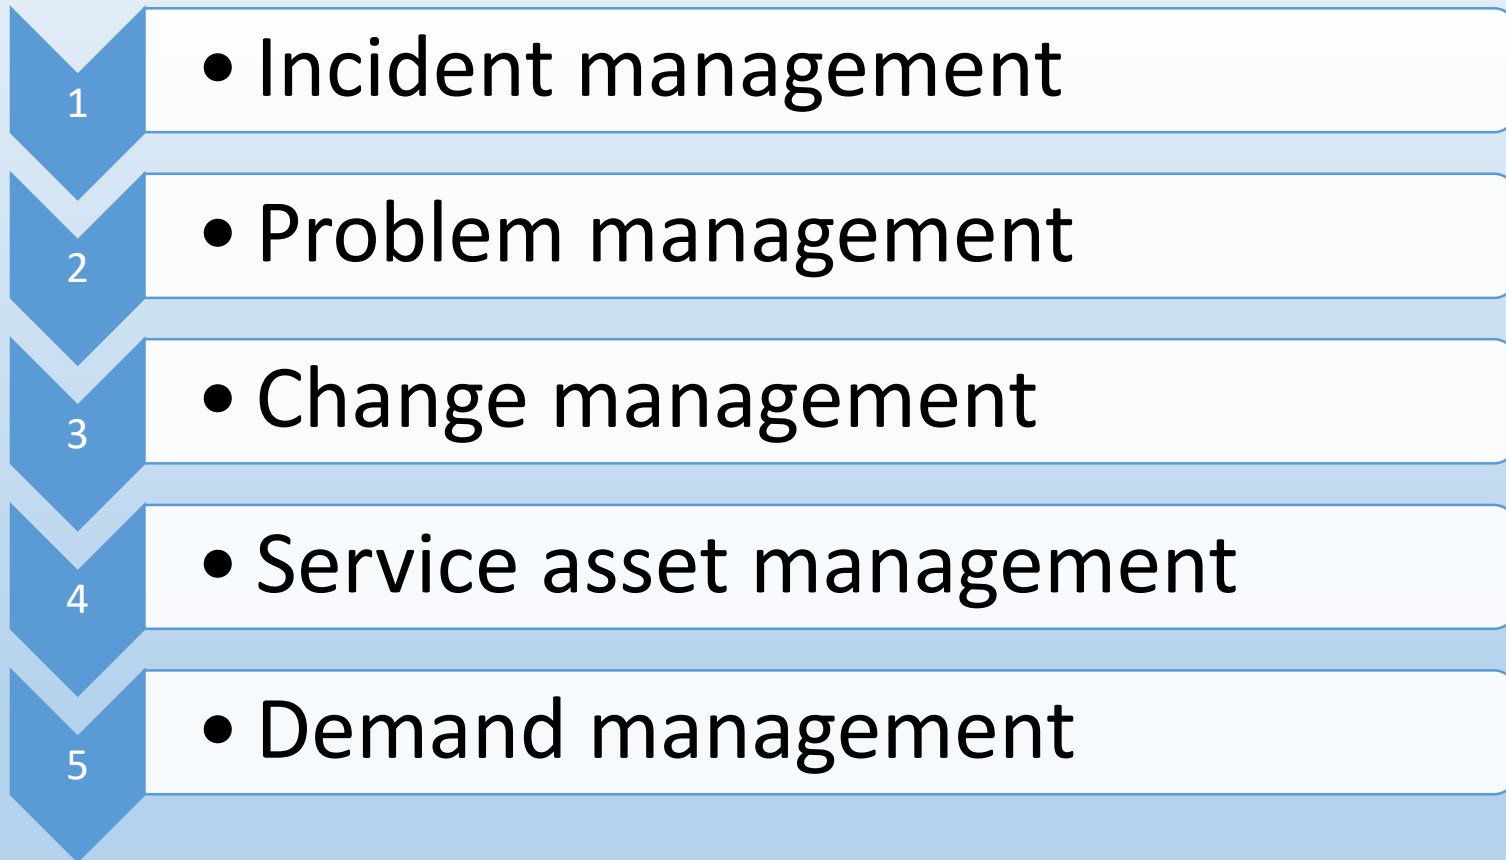 1
• Incident management
2
• Problem management
3
• Change management
4
• Service asset management
5
• Demand management